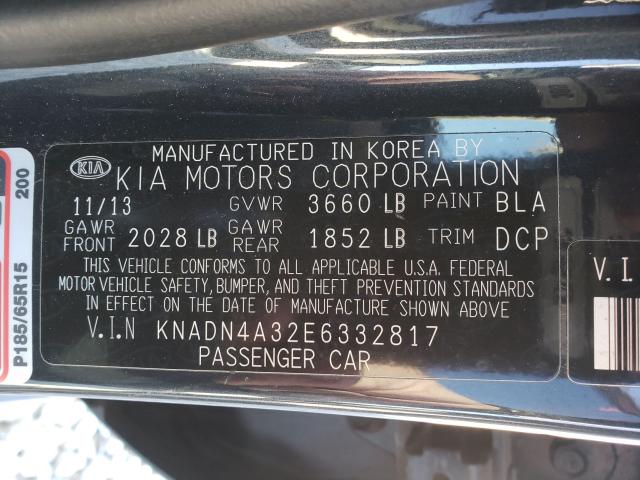 MANUFACTURED IN KOREA BY
KIA KIA MOTORS CORPORATION
11/13 GVWR 3660 LB PAINT BLA
GAWR FRONT 2028 LB GAWR REAR 1852 LB TRIM DCP
THIS VEHICLE CONFORMS TO ALL APPLICABLE U.S.A. FEDERAL
MOTOR VEHICLE SAFETY, BUMPER, AND THEFT PREVENTION STANDARDS
IN EFFECT ON THE DATE OF MANUFACTURE SHOWN ABOVE
V.I.N KNADN4A32E6332817
PASSENGER CAR
P185/65R15 200
V.I.